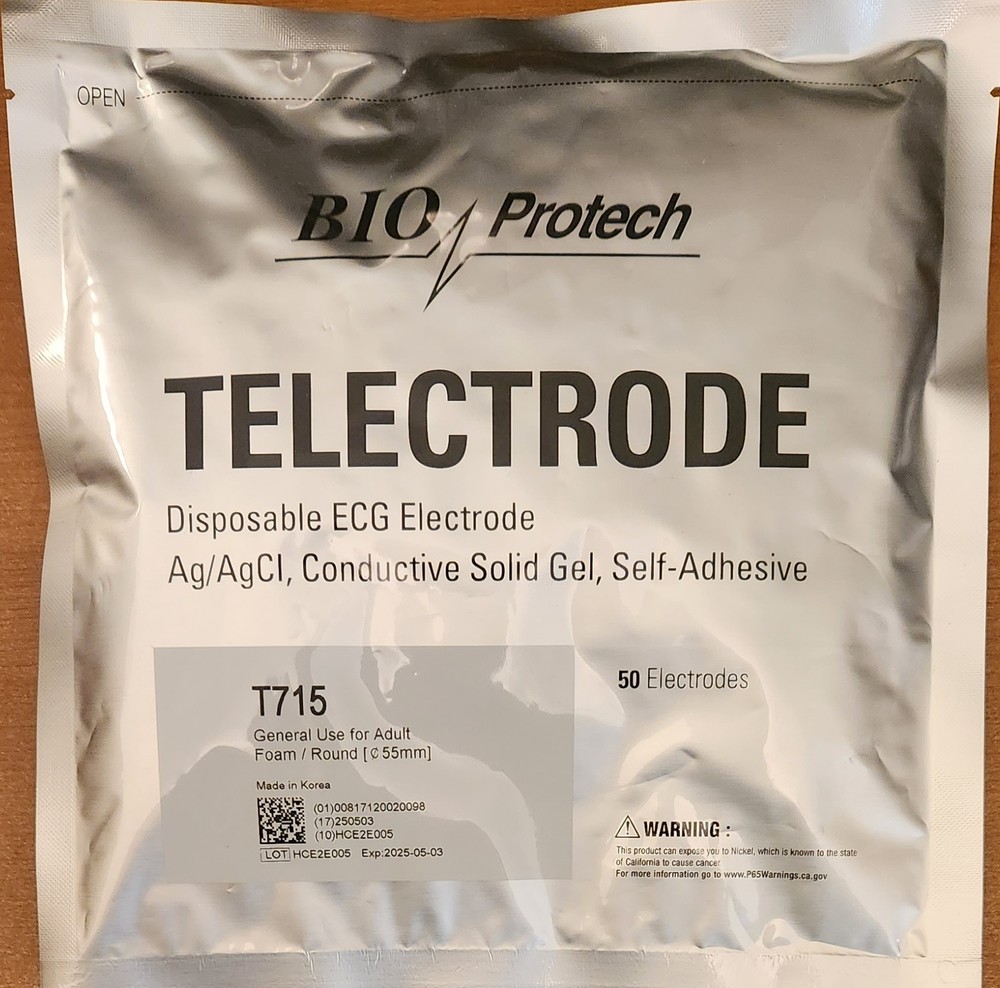 OPEN
BIO Protech
TELECTRODE
Disposable ECG Electrode
Ag/AgCl, Conductive Solid Gel, Self-Adhesive
50 Electrodes
T715
General Use for Adult
Foam / Round [¢55mm]
Made in Korea
(01)00817120020098
(17)250503
(10)HCE2E005
LOT HCE2E005 Exp:2025-05-03
WARNING :
This product can expose you to Nickel, which is known to the state
of California to cause cancer
For more information go to www.P65Warnings.ca.gov